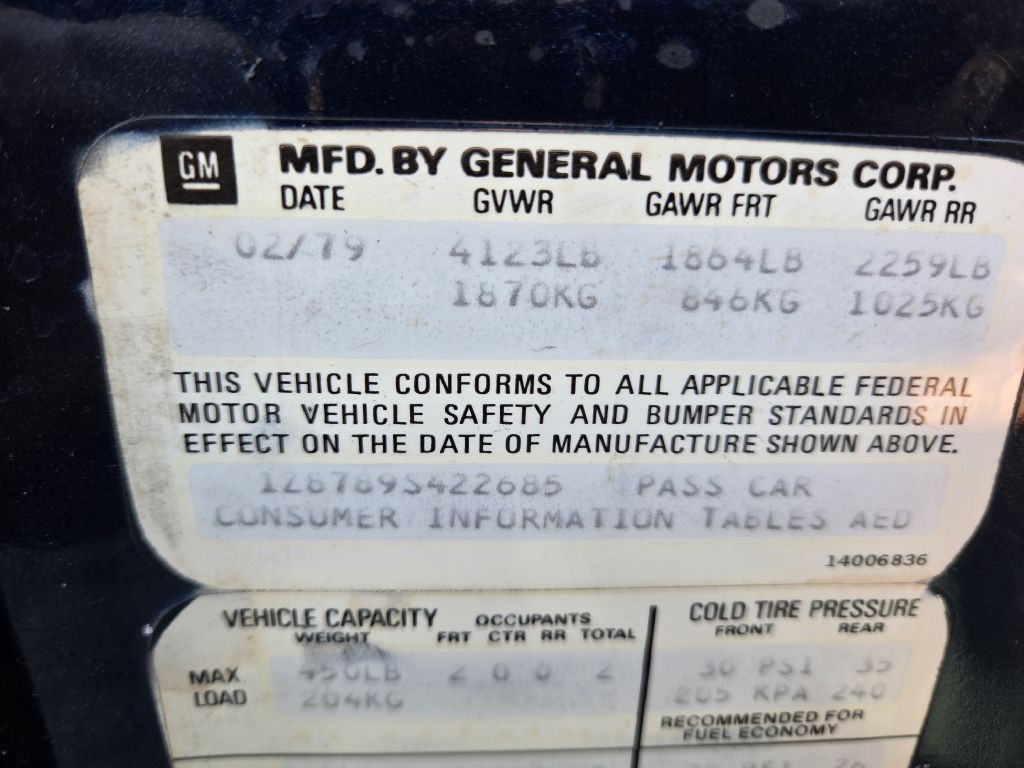 GM MFD. BY GENERAL MOTORS CORP.
DATE GVWR GAWR FRT GAWR RR
02/79 4123LB 1864LB 2259LB
1870KG 846KG 1025KG
THIS VEHICLE CONFORMS TO ALL APPLICABLE FEDERAL
MOTOR VEHICLE SAFETY AND BUMPER STANDARDS IN
EFFECT ON THE DATE OF MANUFACTURE SHOWN ABOVE.
1Z8789S422685 PASS CAR
CONSUMER INFORMATION TABLES AED
14006836
VEHICLE CAPACITY OCCUPANTS COLD TIRE PRESSURE
WEIGHT FRT CTR RR TOTAL FRONT REAR
MAX. 450LB 2 0 0 2 30 PSI 35
LOAD 204KG 205 KPA 240
RECOMMENDED FOR
FUEL ECONOMY
PSI 26